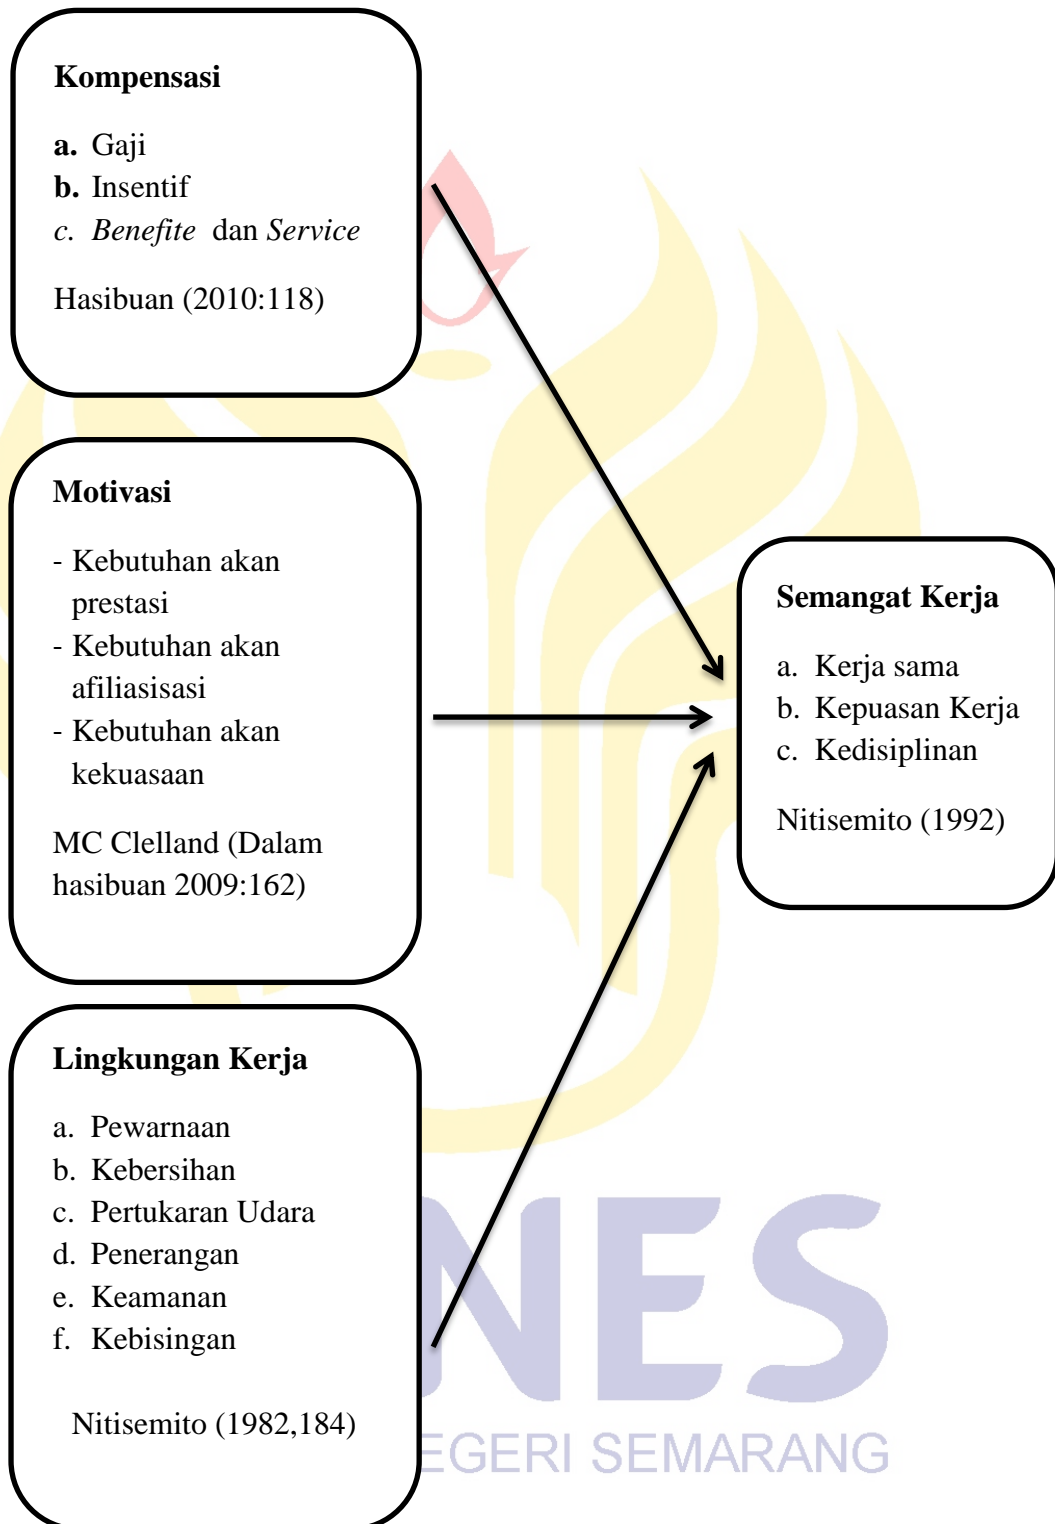 Kompensasi
a. Gaji
b. Insentif
c. Benefite dan Service
Hasibuan (2010:118)
Motivasi
- Kebutuhan akan
prestasi
- Kebutuhan akan
afiliasisasi
- Kebutuhan akan
kekuasaan
MC Clelland (Dalam
hasibuan 2009:162)
Semangat Kerja
a. Kerja sama
b. Kepuasan Kerja
c. Kedisiplinan
Nitisemito (1992)
Lingkungan Kerja
a. Pewarnaan
b. Kebersihan
c. Pertukaran Udara
d. Penerangan
e. Keamanan
f. Kebisingan
Nitisemito (1982,184)
NES
EGERI SEMARANG